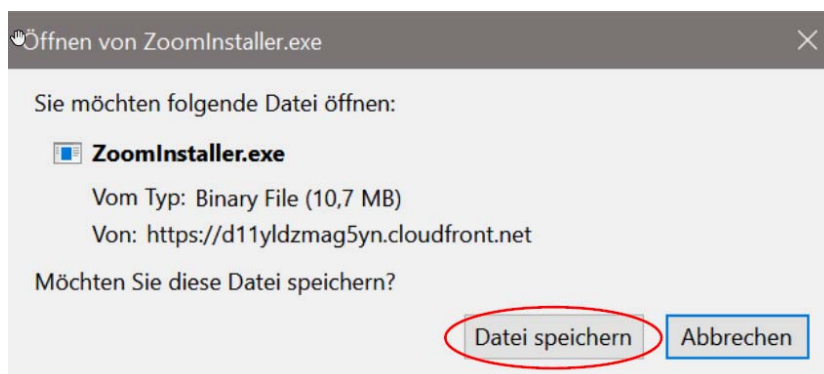 Öffnen von ZoomInstaller.exe
Sie möchten folgende Datei öffnen:
ZoomInstaller.exe
Vom Typ: Binary File (10,7 MB)
Von: https://d11yldzmag5yn.cloudfront.net
Möchten Sie diese Datei speichern?
Datei speichern Abbrechen